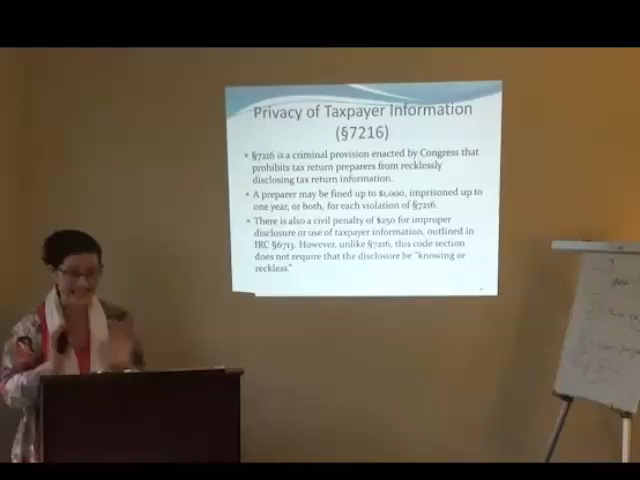 Privacy of Taxpayer Information
(§7216)
• §7216 is a criminal provision enacted by Congress that
prohibits tax return preparers from recklessly
disclosing tax return information.
• A preparer may be fined up to $1,000, imprisoned up to
one year, or both, for each violation of §7216.
• There is also a civil penalty of $250 for improper
disclosure or use of taxpayer information, outlined in
IRC §6713. However, unlike §7216, this code section
does not require that the disclosure be "knowing or
reckless."